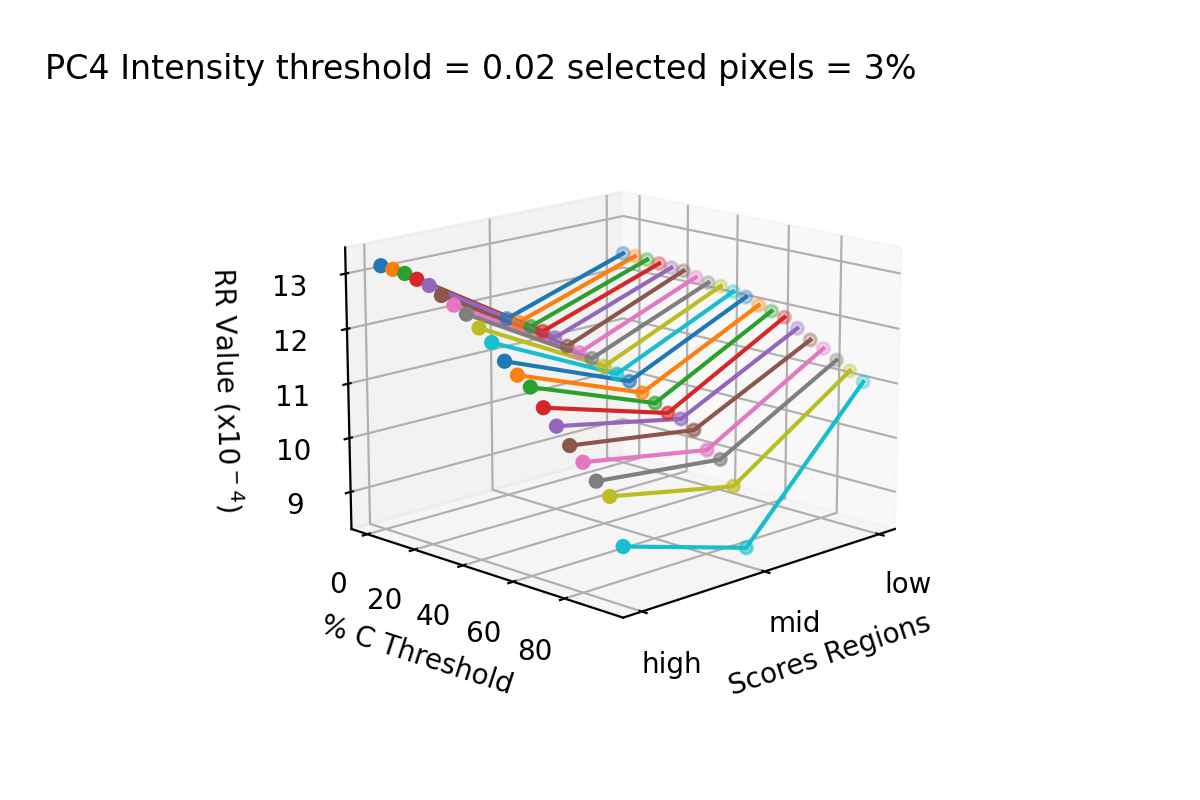 PC4 Intensity threshold = 0.02 selected pixels = 3%
13
12
11
10
9
RR Value (x10⁻⁴)
0
20
40
60
80
% C Threshold
high
mid
low
Scores Regions